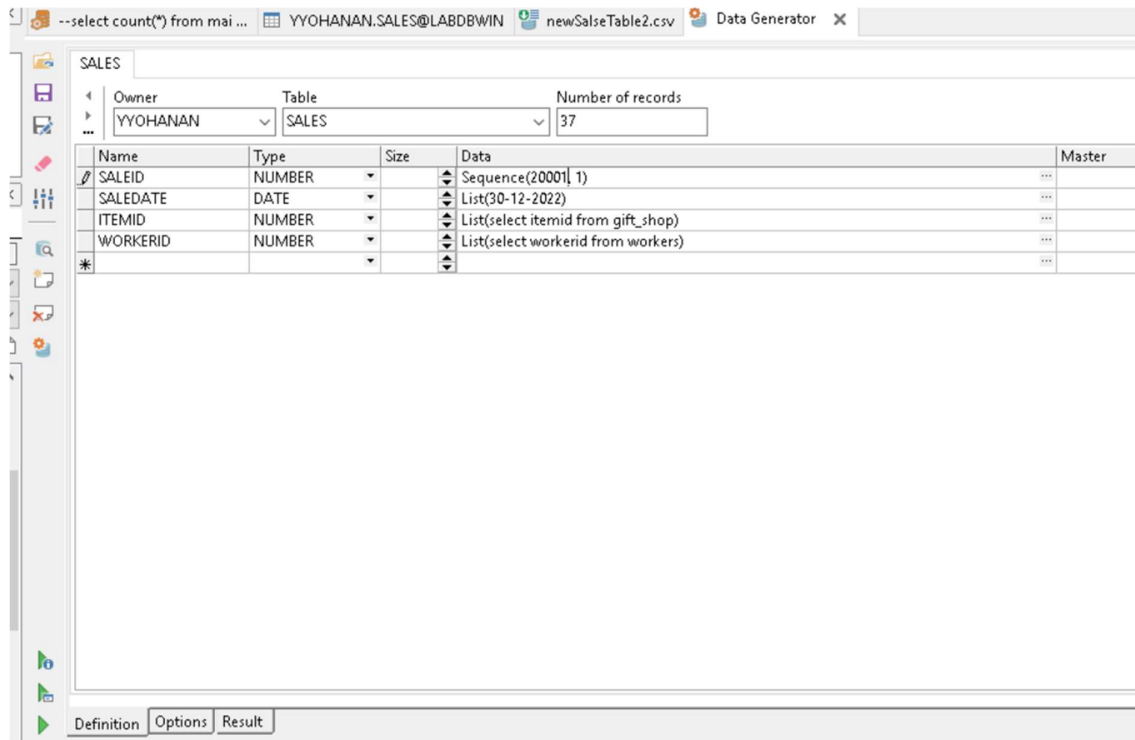 --select count(*) from mai ... YYOHANAN.SALES@LABDBWIN newSalseTable2.csv Data Generator
SALES
Owner Table Number of records
YYOHANAN SALES 37
Name Type Size Data Master
SALEID NUMBER Sequence(20001, 1) ...
SALEDATE DATE List(30-12-2022) ...
ITEMID NUMBER List(select itemid from gift_shop) ...
WORKERID NUMBER List(select workerid from workers) ...
* ...
Definition Options Result